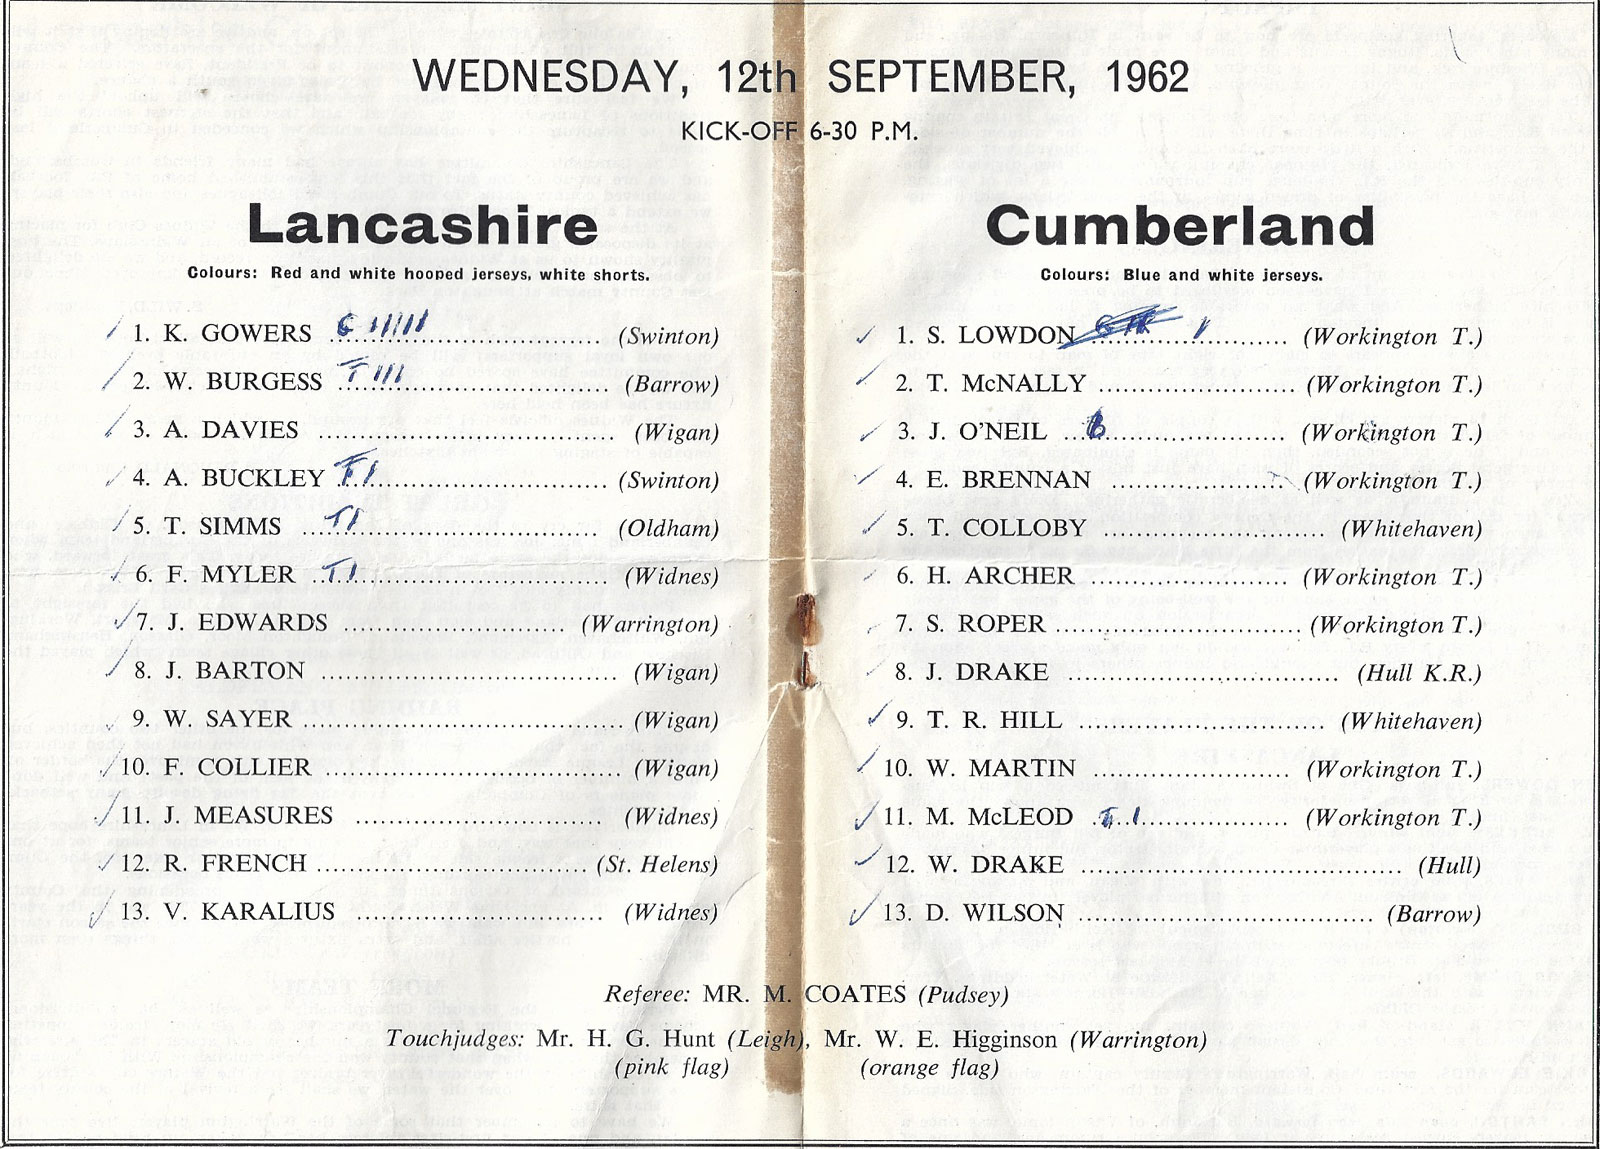 WEDNESDAY, 12th SEPTEMBER, 1962
KICK-OFF 6-30 P.M.
Lancashire
Colours: Red and white hooped jerseys, white shorts.
1. K. GOWERS G IIIII (Swinton)
2. W. BURGESS T III (Barrow)
3. A. DAVIES (Wigan)
4. A. BUCKLEY T I (Swinton)
5. T. SIMMS T I (Oldham)
6. F. MYLER T I (Widnes)
7. J. EDWARDS (Warrington)
8. J. BARTON (Wigan)
9. W. SAYER (Wigan)
10. F. COLLIER (Wigan)
11. J. MEASURES (Widnes)
12. R. FRENCH (St. Helens)
13. V. KARALIUS (Widnes)
Cumberland
Colours: Blue and white jerseys.
1. S. LOWDON (Workington T.)
2. T. McNALLY (Workington T.)
3. J. O'NEIL (Workington T.)
4. E. BRENNAN (Workington T.)
5. T. COLLOBY (Whitehaven)
6. H. ARCHER (Workington T.)
7. S. ROPER (Workington T.)
8. J. DRAKE (Hull K.R.)
9. T. R. HILL (Whitehaven)
10. W. MARTIN (Workington T.)
11. M. McLEOD T I (Workington T.)
12. W. DRAKE (Hull)
13. D. WILSON (Barrow)
Referee: MR. M. COATES (Pudsey)
Touchjudges: Mr. H. G. Hunt (Leigh), Mr. W. E. Higginson (Warrington)
(pink flag) (orange flag)